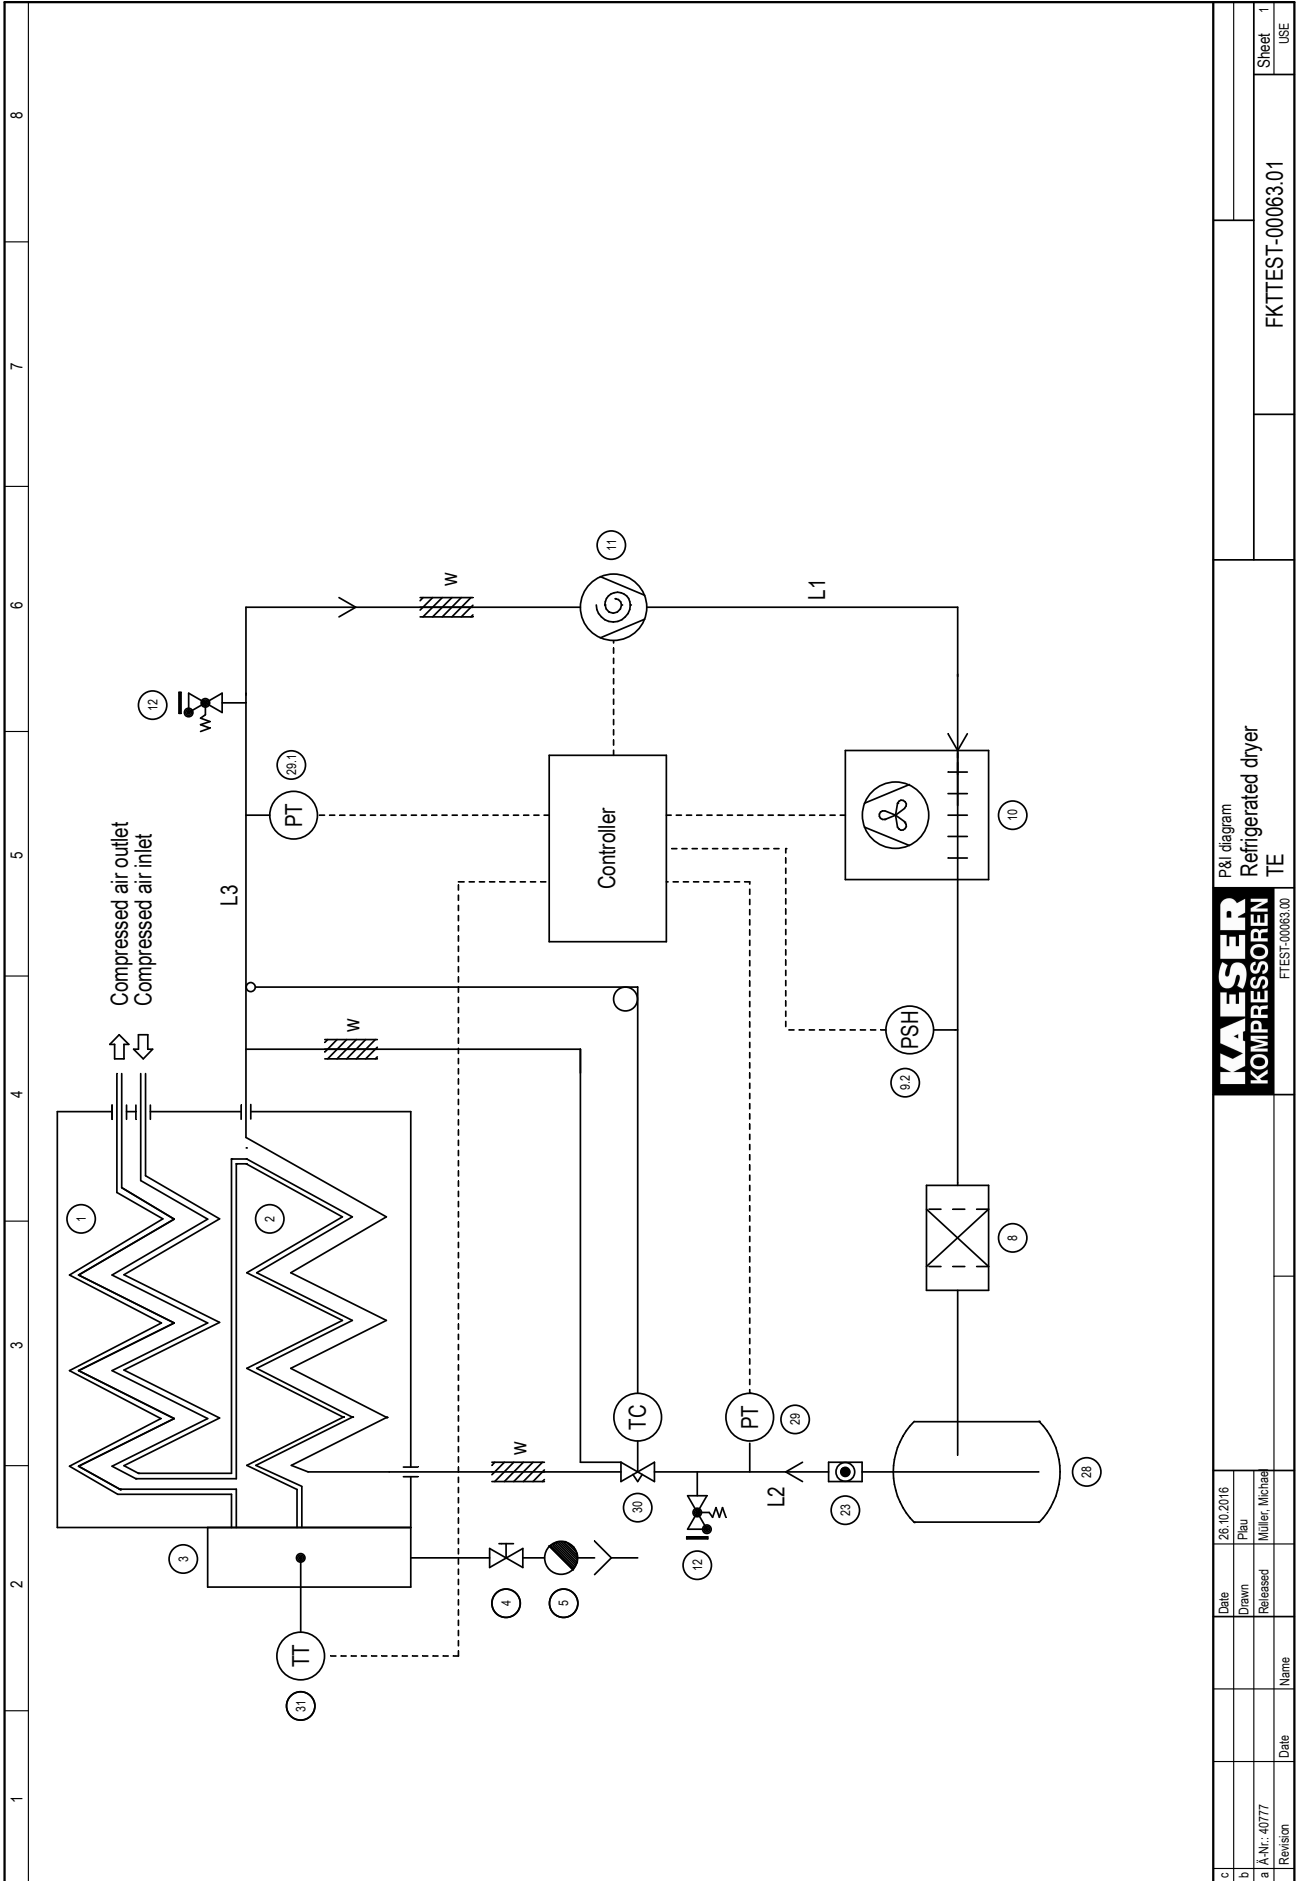 1
2
3
4
5
6
7
8
Compressed air outlet
Compressed air inlet
1
2
3
4
5
TT
31
W
TC
30
12
L2
PT
29
23
28
W
L3
PT
29.1
12
W
11
L1
Controller
PSH
9.2
8
10
c
b
a
Ä-Nr.: 40777
Revision
Date
Name
Date
26.10.2016
Drawn
Plau
Released
Müller, Michael
KAESER
KOMPRESSOREN
FTEST-00063.00
P&I diagram
Refrigerated dryer
TE
FKTTEST-00063.01
Sheet 1
USE